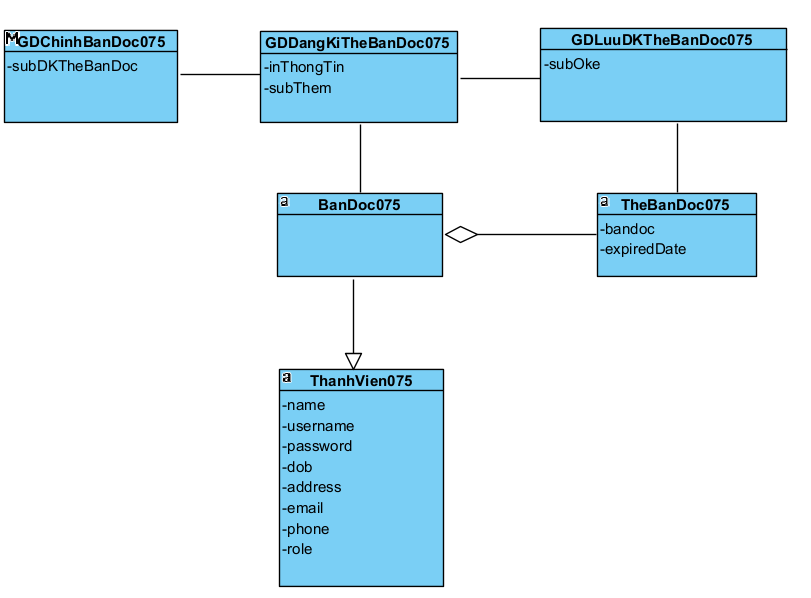 M
GDChinhBanDoc075
-subDKTheBanDoc
GDDangKiTheBanDoc075
-inThongTin
-subThem
GDLuuDKTheBanDoc075
-subOke
a
BanDoc075
a
TheBanDoc075
-bandoc
-expiredDate
a
ThanhVien075
-name
-username
-password
-dob
-address
-email
-phone
-role